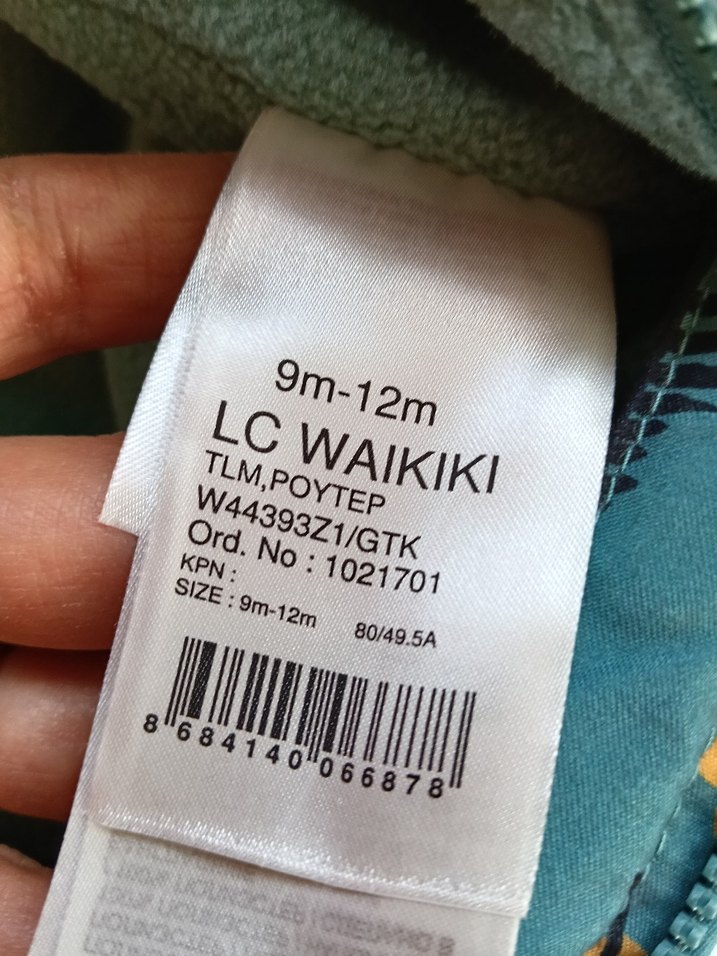 9m-12m
LC WAIKIKI
TLM,POYTEP
W44393Z1/GTK
Ord. No : 1021701
KPN :
SIZE : 9m-12m 80/49.5A
8 684140 066878